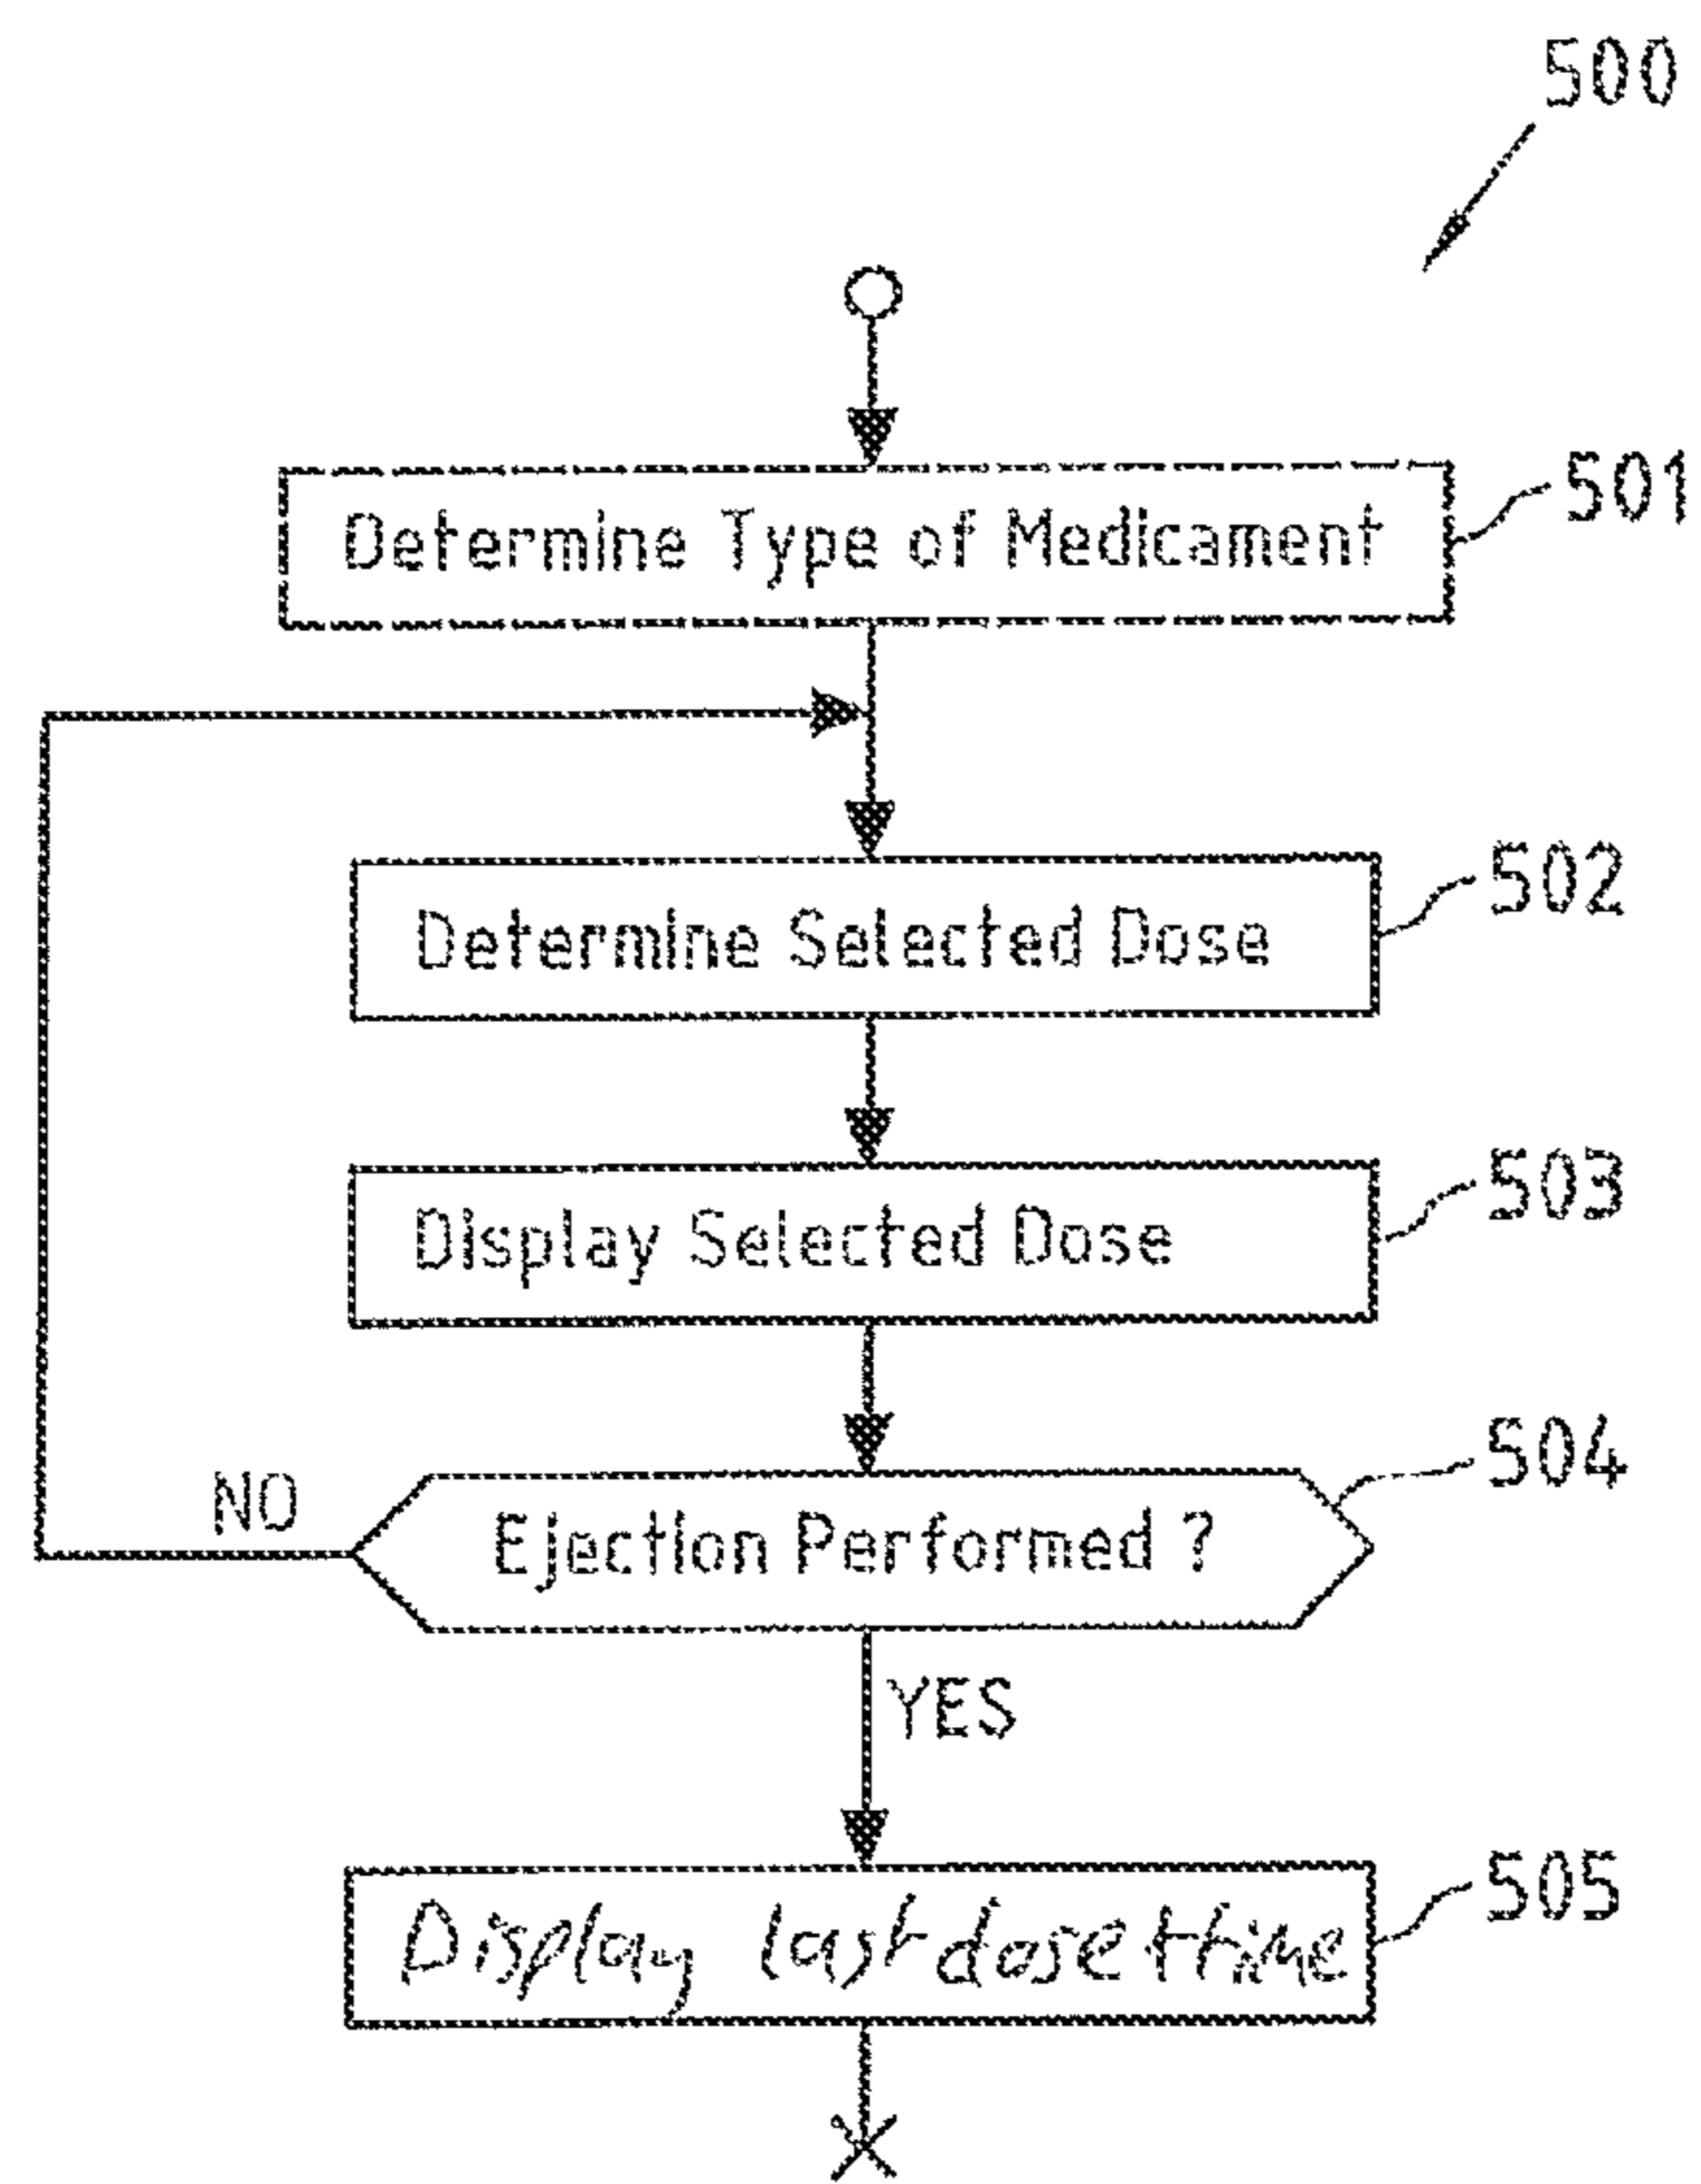 500
Determine Type of Medicament
501
Determine Selected Dose
502
Display Selected Dose
503
Ejection Performed ?
504
NO
YES
Display last dose + time
505